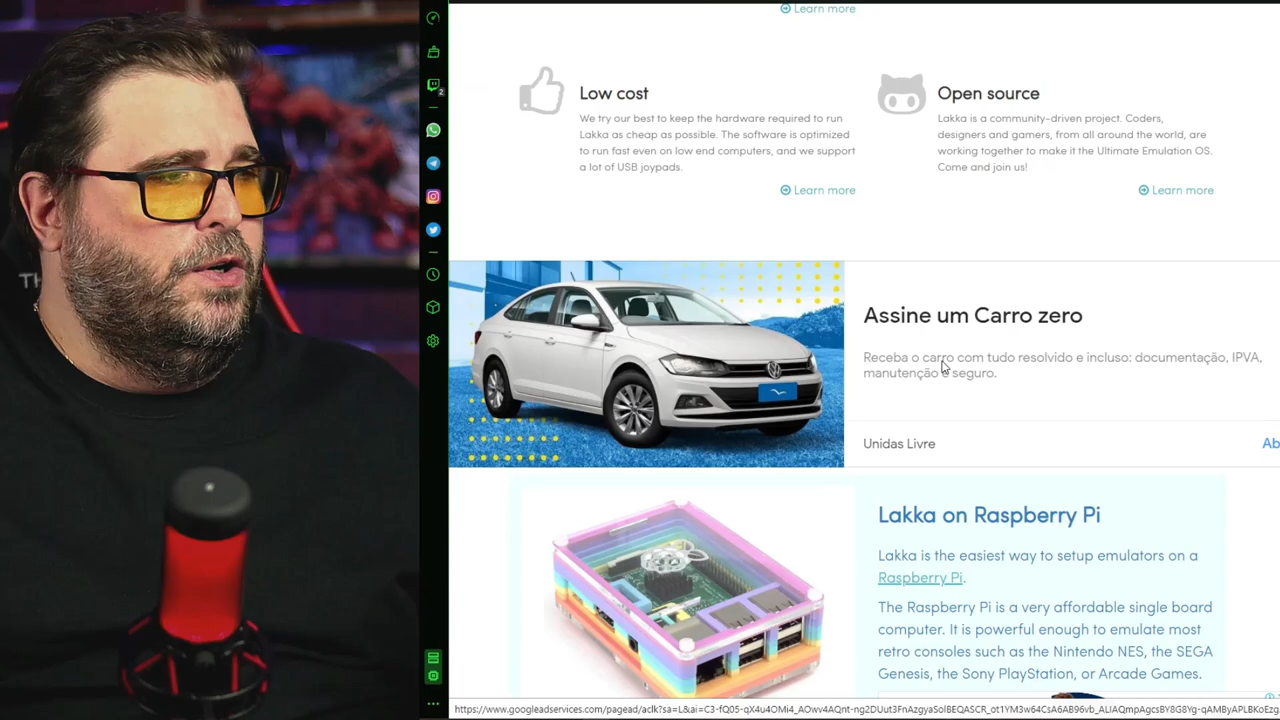 Learn more
Low cost
We try our best to keep the hardware required to run
Lakka as cheap as possible. The software is optimized
to run fast even on low end computers, and we support
a lot of USB joypads.
Learn more
Open source
Lakka is a community-driven project. Coders,
designers and gamers, from all around the world, are
working together to make it the Ultimate Emulation OS.
Come and join us!
Learn more
Th
2
Assine um Carro zero
Receba o carro com tudo resolvido e incluso: documentação, IPVA,
manutenção e seguro.
Unidas Livre
Ab
Lakka on Raspberry Pi
Lakka is the easiest way to setup emulators on a
Raspberry Pi.
The Raspberry Pi is a very affordable single board
computer. It is powerful enough to emulate most
retro consoles such as the Nintendo NES, the SEGA
Genesis, the Sony PlayStation, or Arcade Games.